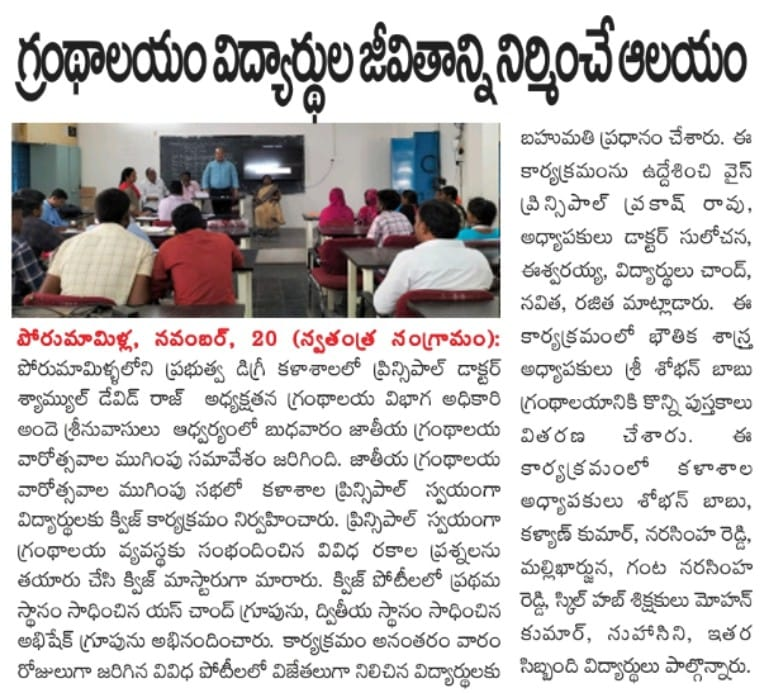 గ్రంథాలయం విద్యార్థుల జీవితాన్ని నిర్మించే ఆలయం
పోరుమామిళ్ల, నవంబర్, 20 (స్వతంత్ర సంగ్రామం):
పోరుమామిళ్ళలోని ప్రభుత్వ డిగ్రీ కళాశాలలో ప్రిన్సిపాల్ డాక్టర్
శ్యామ్యుల్ డేవిడ్ రాజ్ అధ్యక్షతన గ్రంథాలయ విభాగ అధికారి
అందె శ్రీనువాసులు ఆధ్వర్యంలో బుధవారం జాతీయ గ్రంథాలయ
వారోత్సవాల ముగింపు సమావేశం జరిగింది. జాతీయ గ్రంథాలయ
వారోత్సవాల ముగింపు సభలో కళాశాల ప్రిన్సిపాల్ స్వయంగా
విద్యార్థులకు క్విజ్ కార్యక్రమం నిర్వహించారు. ప్రిన్సిపాల్ స్వయంగా
గ్రంథాలయ వ్యవస్థకు సంభందించిన వివిధ రకాల ప్రశ్నలను
తయారు చేసి క్విజ్ మాస్టారుగా మారారు. క్విజ్ పోటీలలో ప్రథమ
స్థానం సాధించిన యస్ చాంద్ గ్రూపును, ద్వితీయ స్థానం సాధించిన
అభిషేక్ గ్రూపును అభినందించారు. కార్యక్రమం అనంతరం వారం
రోజులుగా జరిగిన వివిధ పోటీలలో విజేతలుగా నిలిచిన విద్యార్థులకు
బహుమతి ప్రధానం చేశారు. ఈ
కార్యక్రమంను ఉద్దేశించి వైస్
ప్రిన్సిపాల్ ప్రకాష్ రావు,
అధ్యాపకులు డాక్టర్ సులోచన,
ఈశ్వరయ్య, విద్యార్థులు చాంద్,
నవిత, రజిత మాట్లాడారు. ఈ
కార్యక్రమంలో భౌతిక శాస్త్ర
అధ్యాపకులు శ్రీ శోభన్ బాబు
గ్రంథాలయానికి కొన్ని పుస్తకాలు
వితరణ చేశారు. ఈ
కార్యక్రమంలో కళాశాల
అధ్యాపకులు శోభన్ బాబు,
కళ్యాణ్ కుమార్, నరసింహ రెడ్డి,
మల్లిఖార్జున, గంట నరసింహ
రెడ్డి, స్కిల్ హబ్ శిక్షకులు మోహన్
కుమార్, సుహాసిని, ఇతర
సిబ్బంది విద్యార్థులు పాల్గొన్నారు.